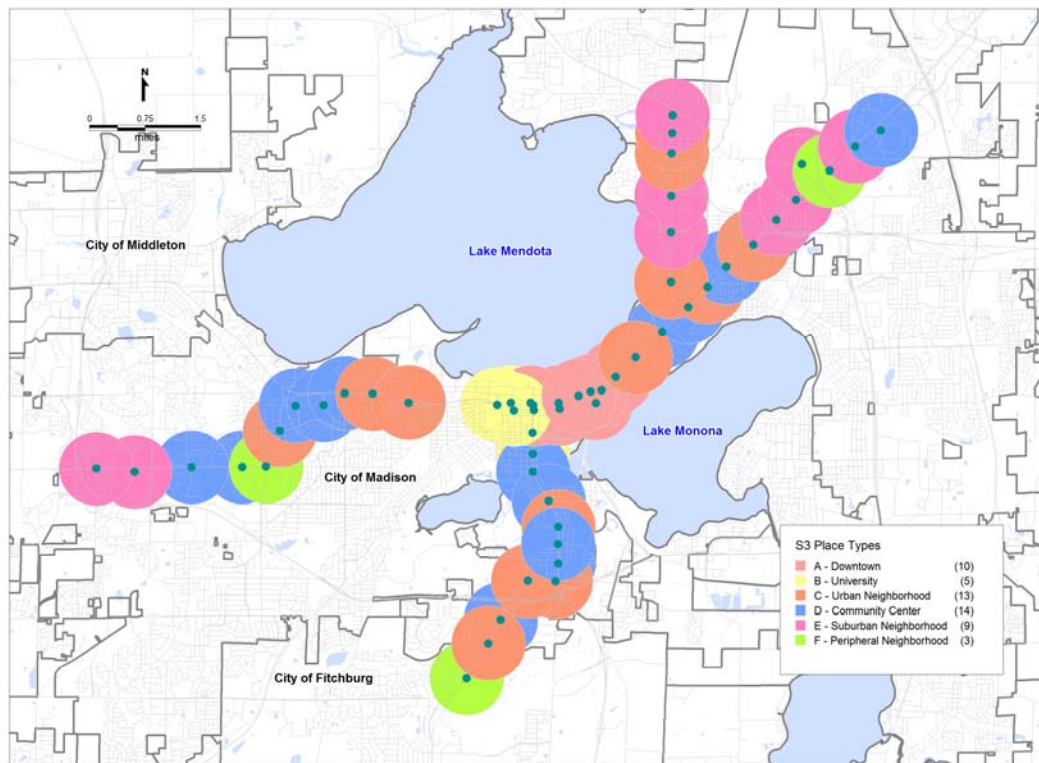 N
0 0.75 1.5
miles
City of Middleton
Lake Mendota
Lake Monona
City of Madison
City of Fitchburg
S3 Place Types
A - Downtown (10)
B - University (5)
C - Urban Neighborhood (13)
D - Community Center (14)
E - Suburban Neighborhood (9)
F - Peripheral Neighborhood (3)